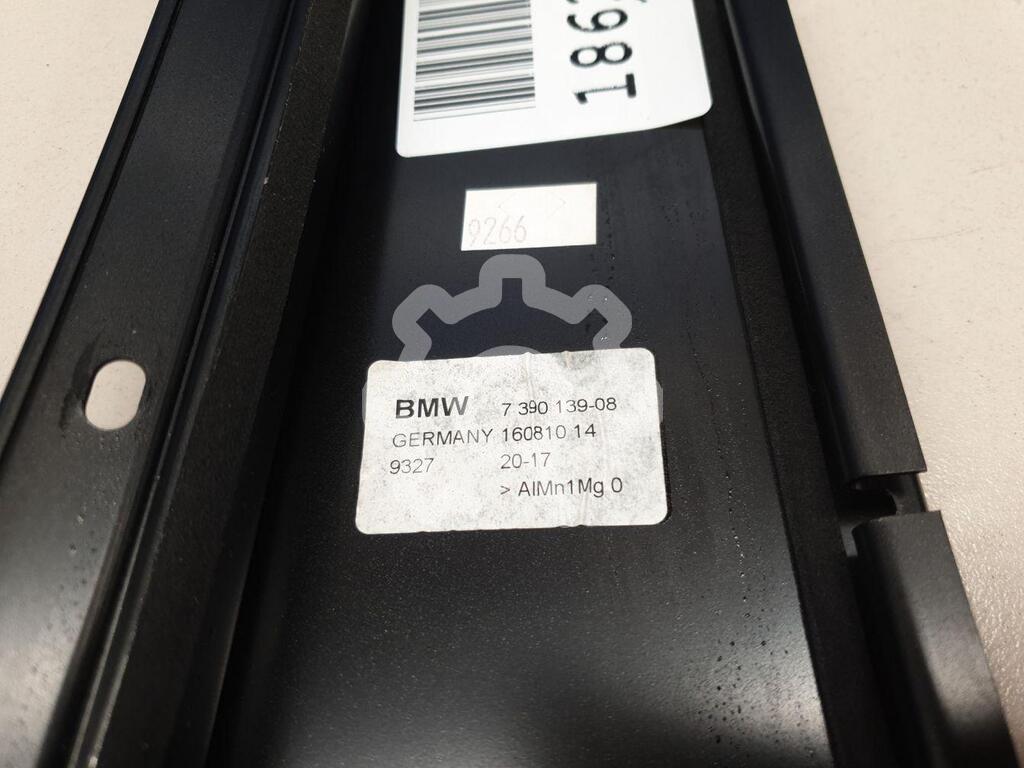 9266
BMW 7 390 139-08
GERMANY 160810 14
9327 20-17
> AlMn1Mg 0